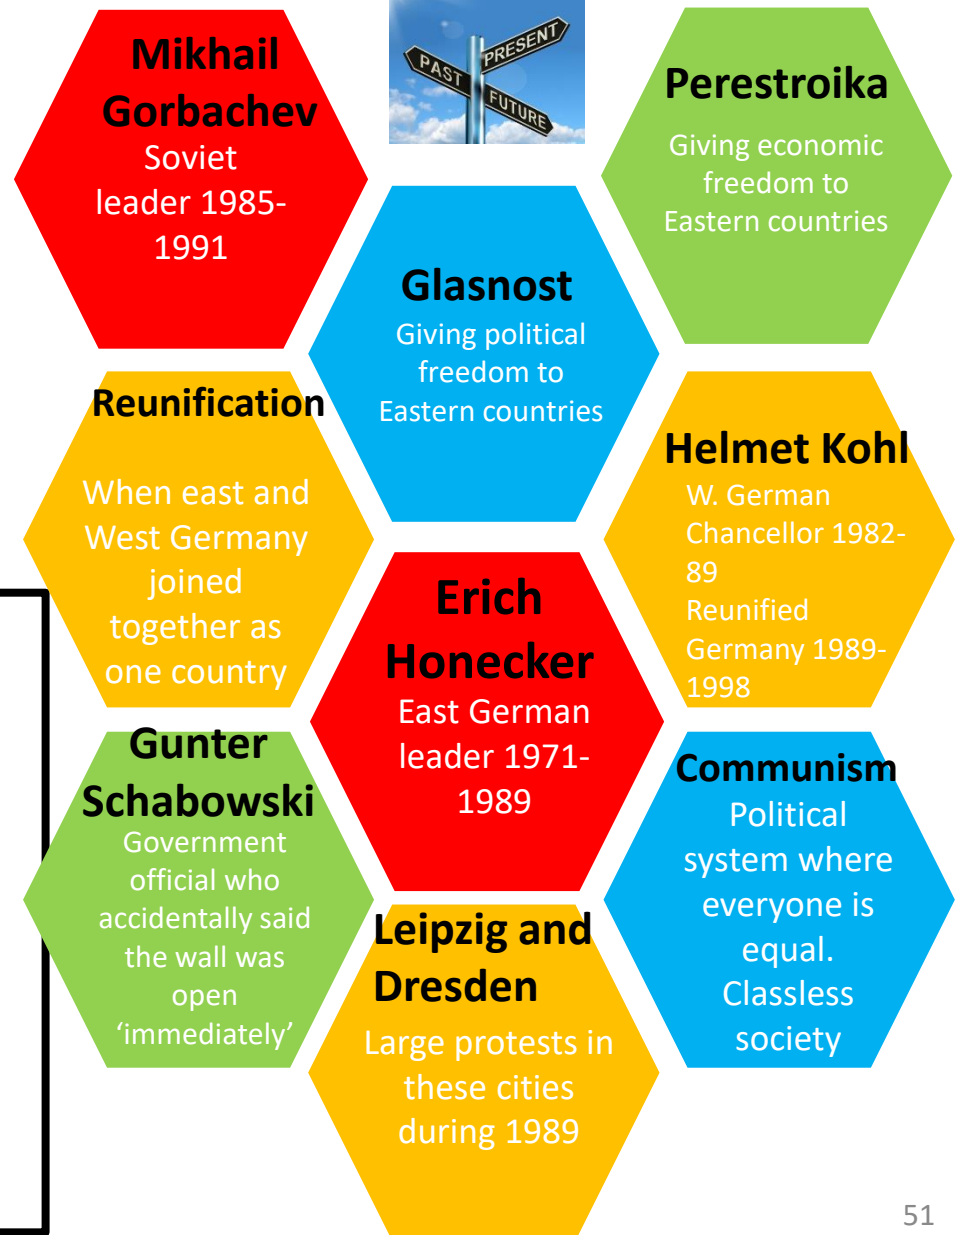 Mikhail
Gorbachev
Soviet
leader 1985-
1991
PAST
PRESENT
FUTURE
Perestroika
Giving economic
freedom to
Eastern countries
Glasnost
Giving political
freedom to
Eastern countries
Reunification
When east and
West Germany
joined
together as
one country
Helmet Kohl
W. German
Chancellor 1982-
89
Reunified
Germany 1989-
1998
Erich
Honecker
East German
leader 1971-
1989
Gunter
Schabowski
Government
official who
accidentally said
the wall was
open
‘immediately’
Communism
Political
system where
everyone is
equal.
Classless
society
Leipzig and
Dresden
Large protests in
these cities
during 1989
51